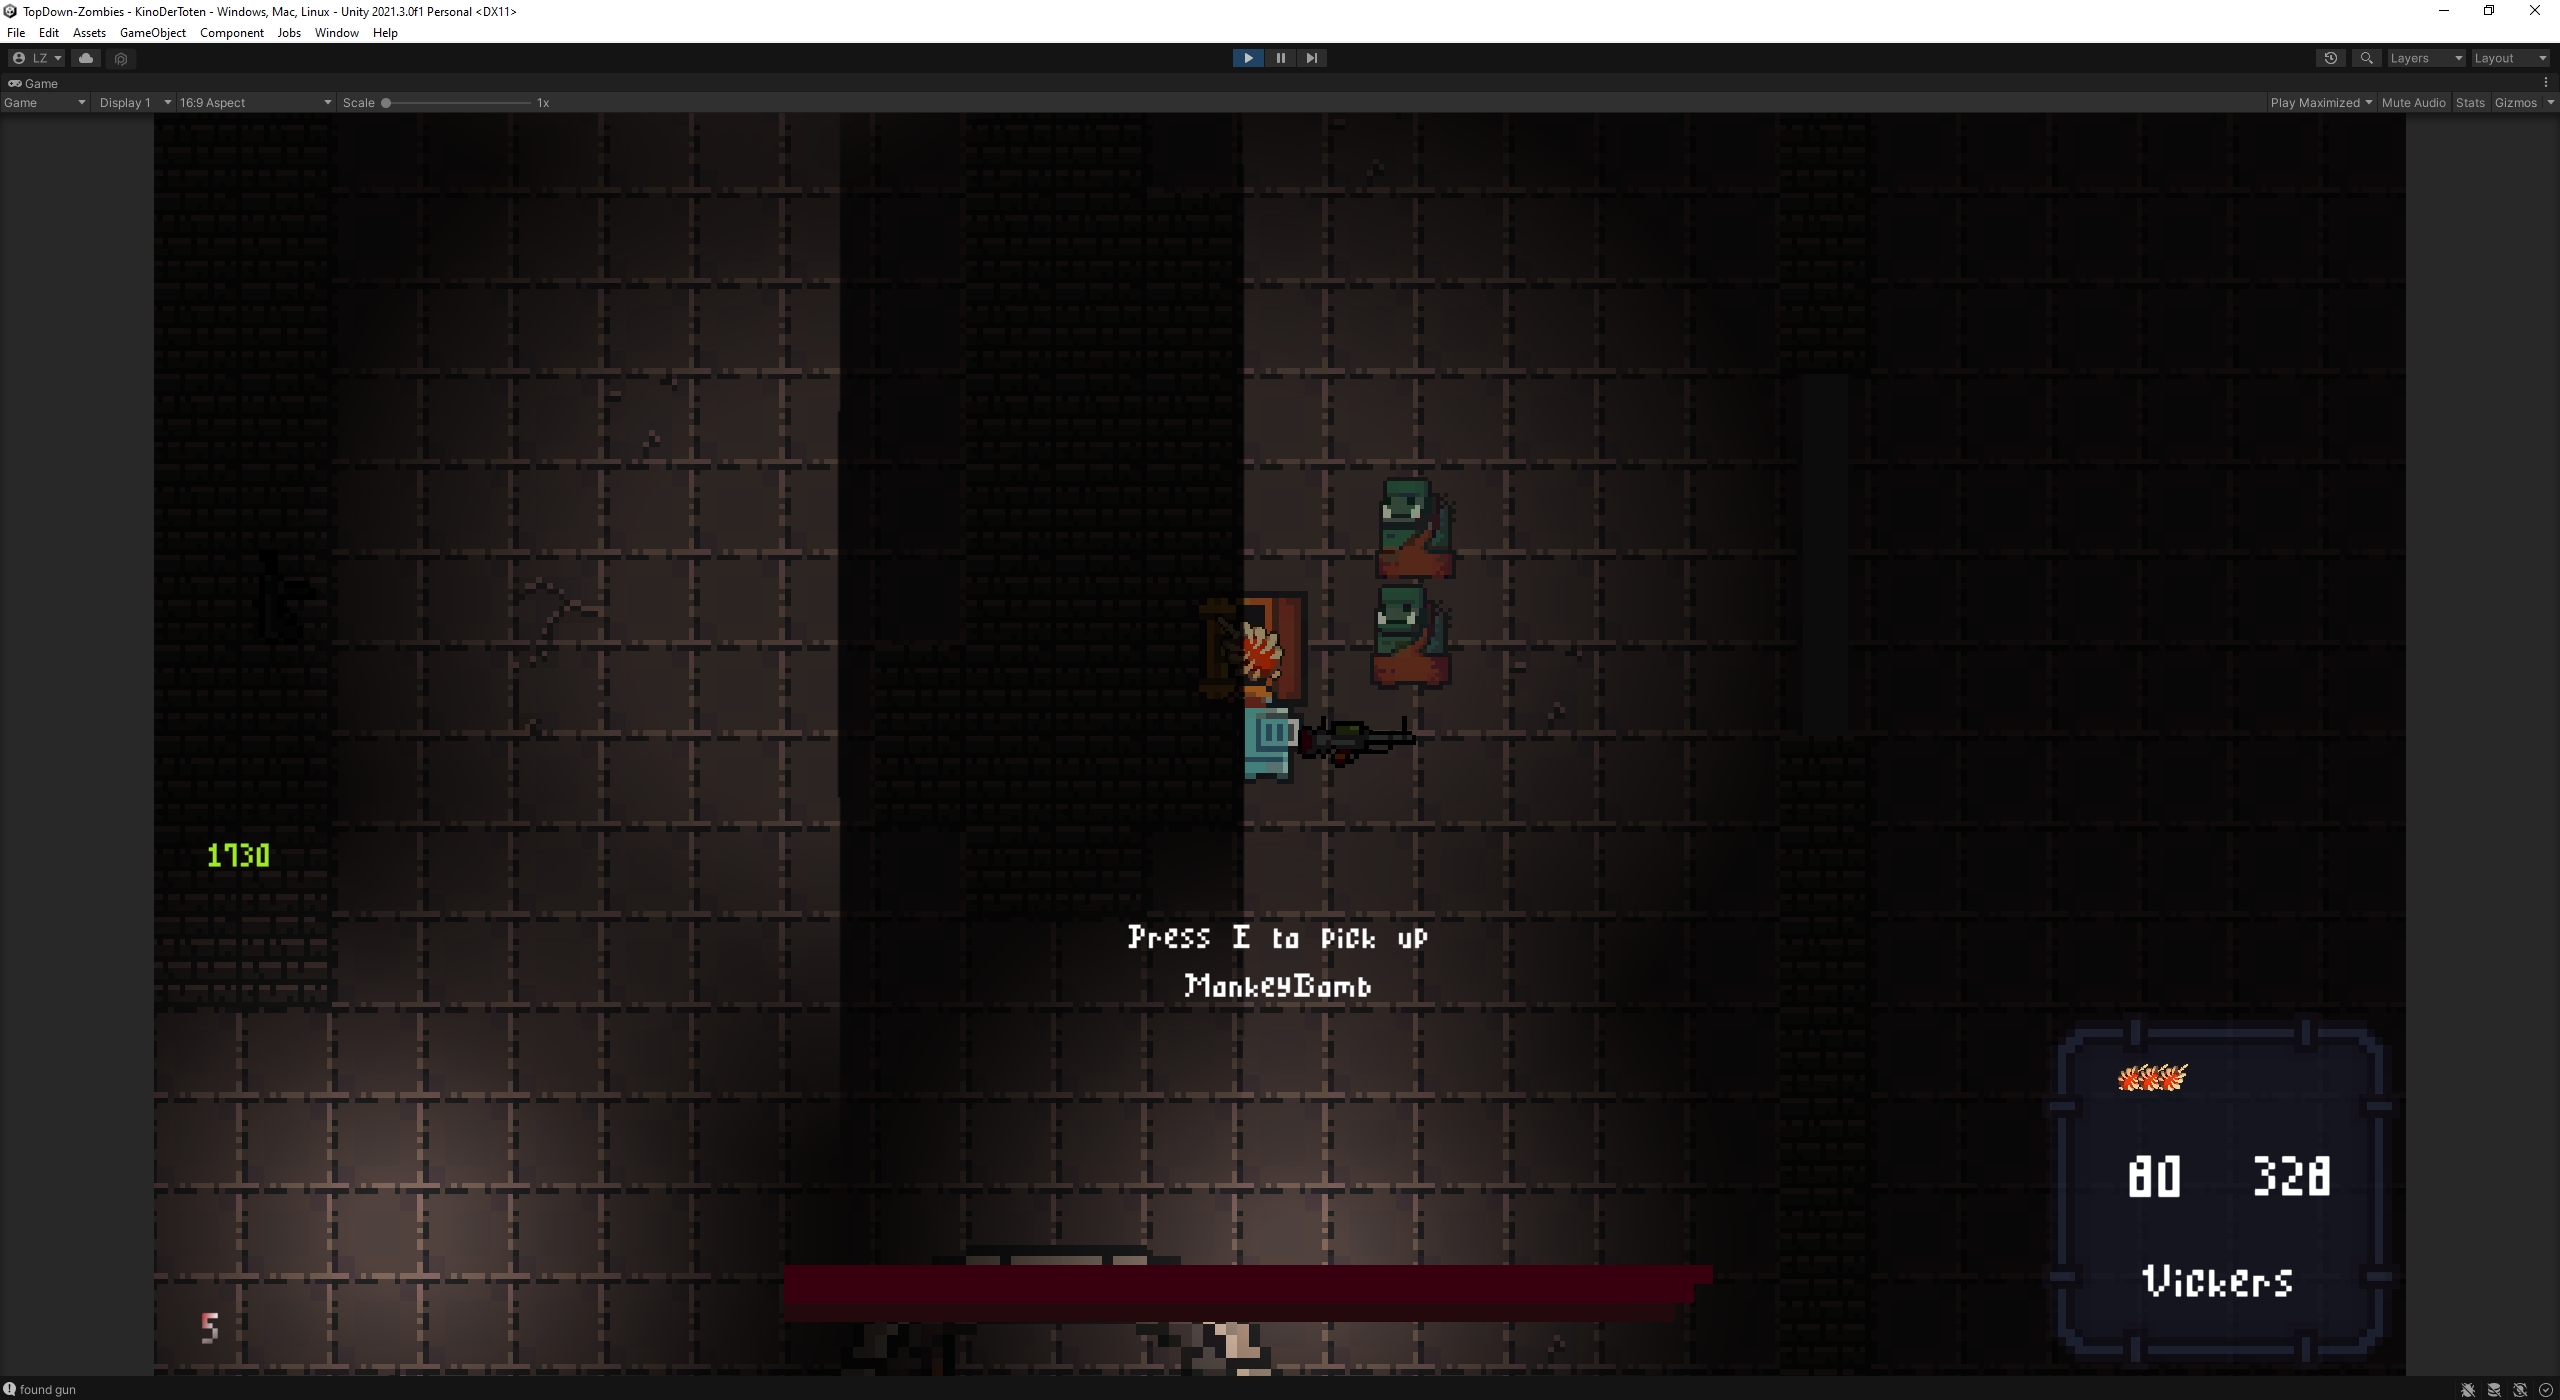 TopDown-Zombies - KinoDerToten - Windows, Mac, Linux - Unity 2021.3.0f1 Personal <DX11>
File Edit Assets GameObject Component Jobs Window Help
LZ Layers Layout
Game
Game Display 1 16:9 Aspect Scale 1x Play Maximized Mute Audio Stats Gizmos
1730
Press E to pick up
MonkeyBomb
80 328
Vickers
5
found gun